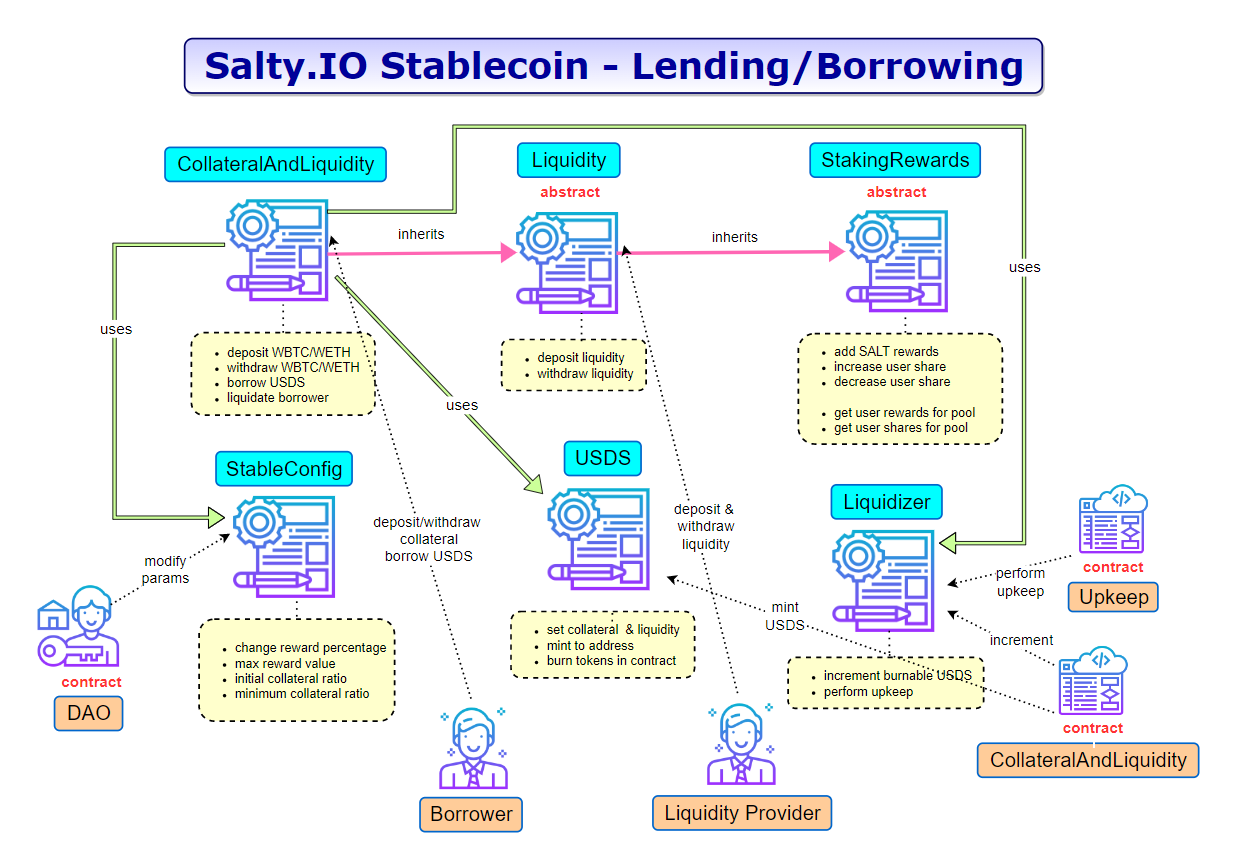 Salty.IO Stablecoin - Lending/Borrowing
CollateralAndLiquidity
Liquidity
abstract
StakingRewards
abstract
inherits
inherits
uses
uses
uses
• deposit WBTC/WETH
• withdraw WBTC/WETH
• borrow USDS
• liquidate borrower
• deposit liquidity
• withdraw liquidity
• add SALT rewards
• increase user share
• decrease user share
• get user rewards for pool
• get user shares for pool
StableConfig
USDS
Liquidizer
deposit/withdraw
collateral
borrow USDS
deposit &
withdraw
liquidity
modify
params
contract
DAO
• change reward percentage
• max reward value
• initial collateral ratio
• minimum collateral ratio
• set collateral & liquidity
• mint to address
• burn tokens in contract
mint
USDS
• increment burnable USDS
• perform upkeep
perform
upkeep
contract
Upkeep
increment
contract
CollateralAndLiquidity
Borrower
Liquidity Provider